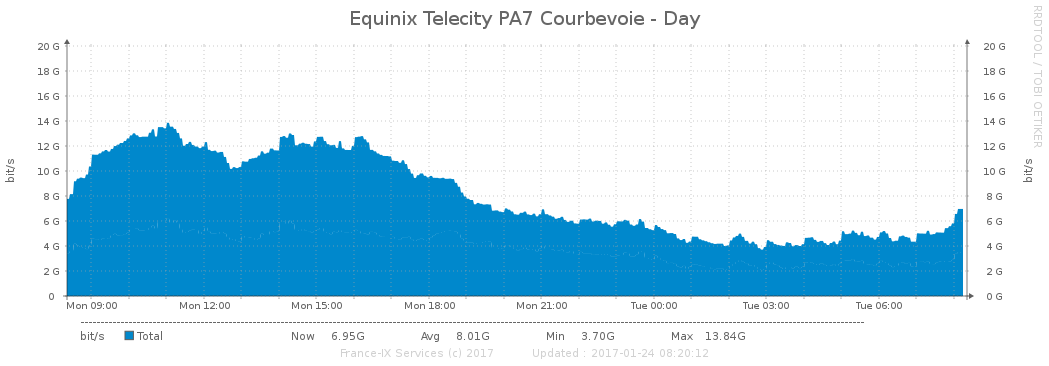 Equinix Telecity PA7 Courbevoie - Day
RRDTOOL / TOBI OETIKER
20 G 20 G
18 G 18 G
16 G 16 G
14 G 14 G
12 G 12 G
10 G 10 G
8 G 8 G
6 G 6 G
4 G 4 G
2 G 2 G
0 0 G
bit/s bit/s
Mon 09:00 Mon 12:00 Mon 15:00 Mon 18:00 Mon 21:00 Tue 00:00 Tue 03:00 Tue 06:00
bit/s Total Now 6.95G Avg 8.01G Min 3.70G Max 13.84G
France-IX Services (c) 2017 Updated : 2017-01-24 08:20:12